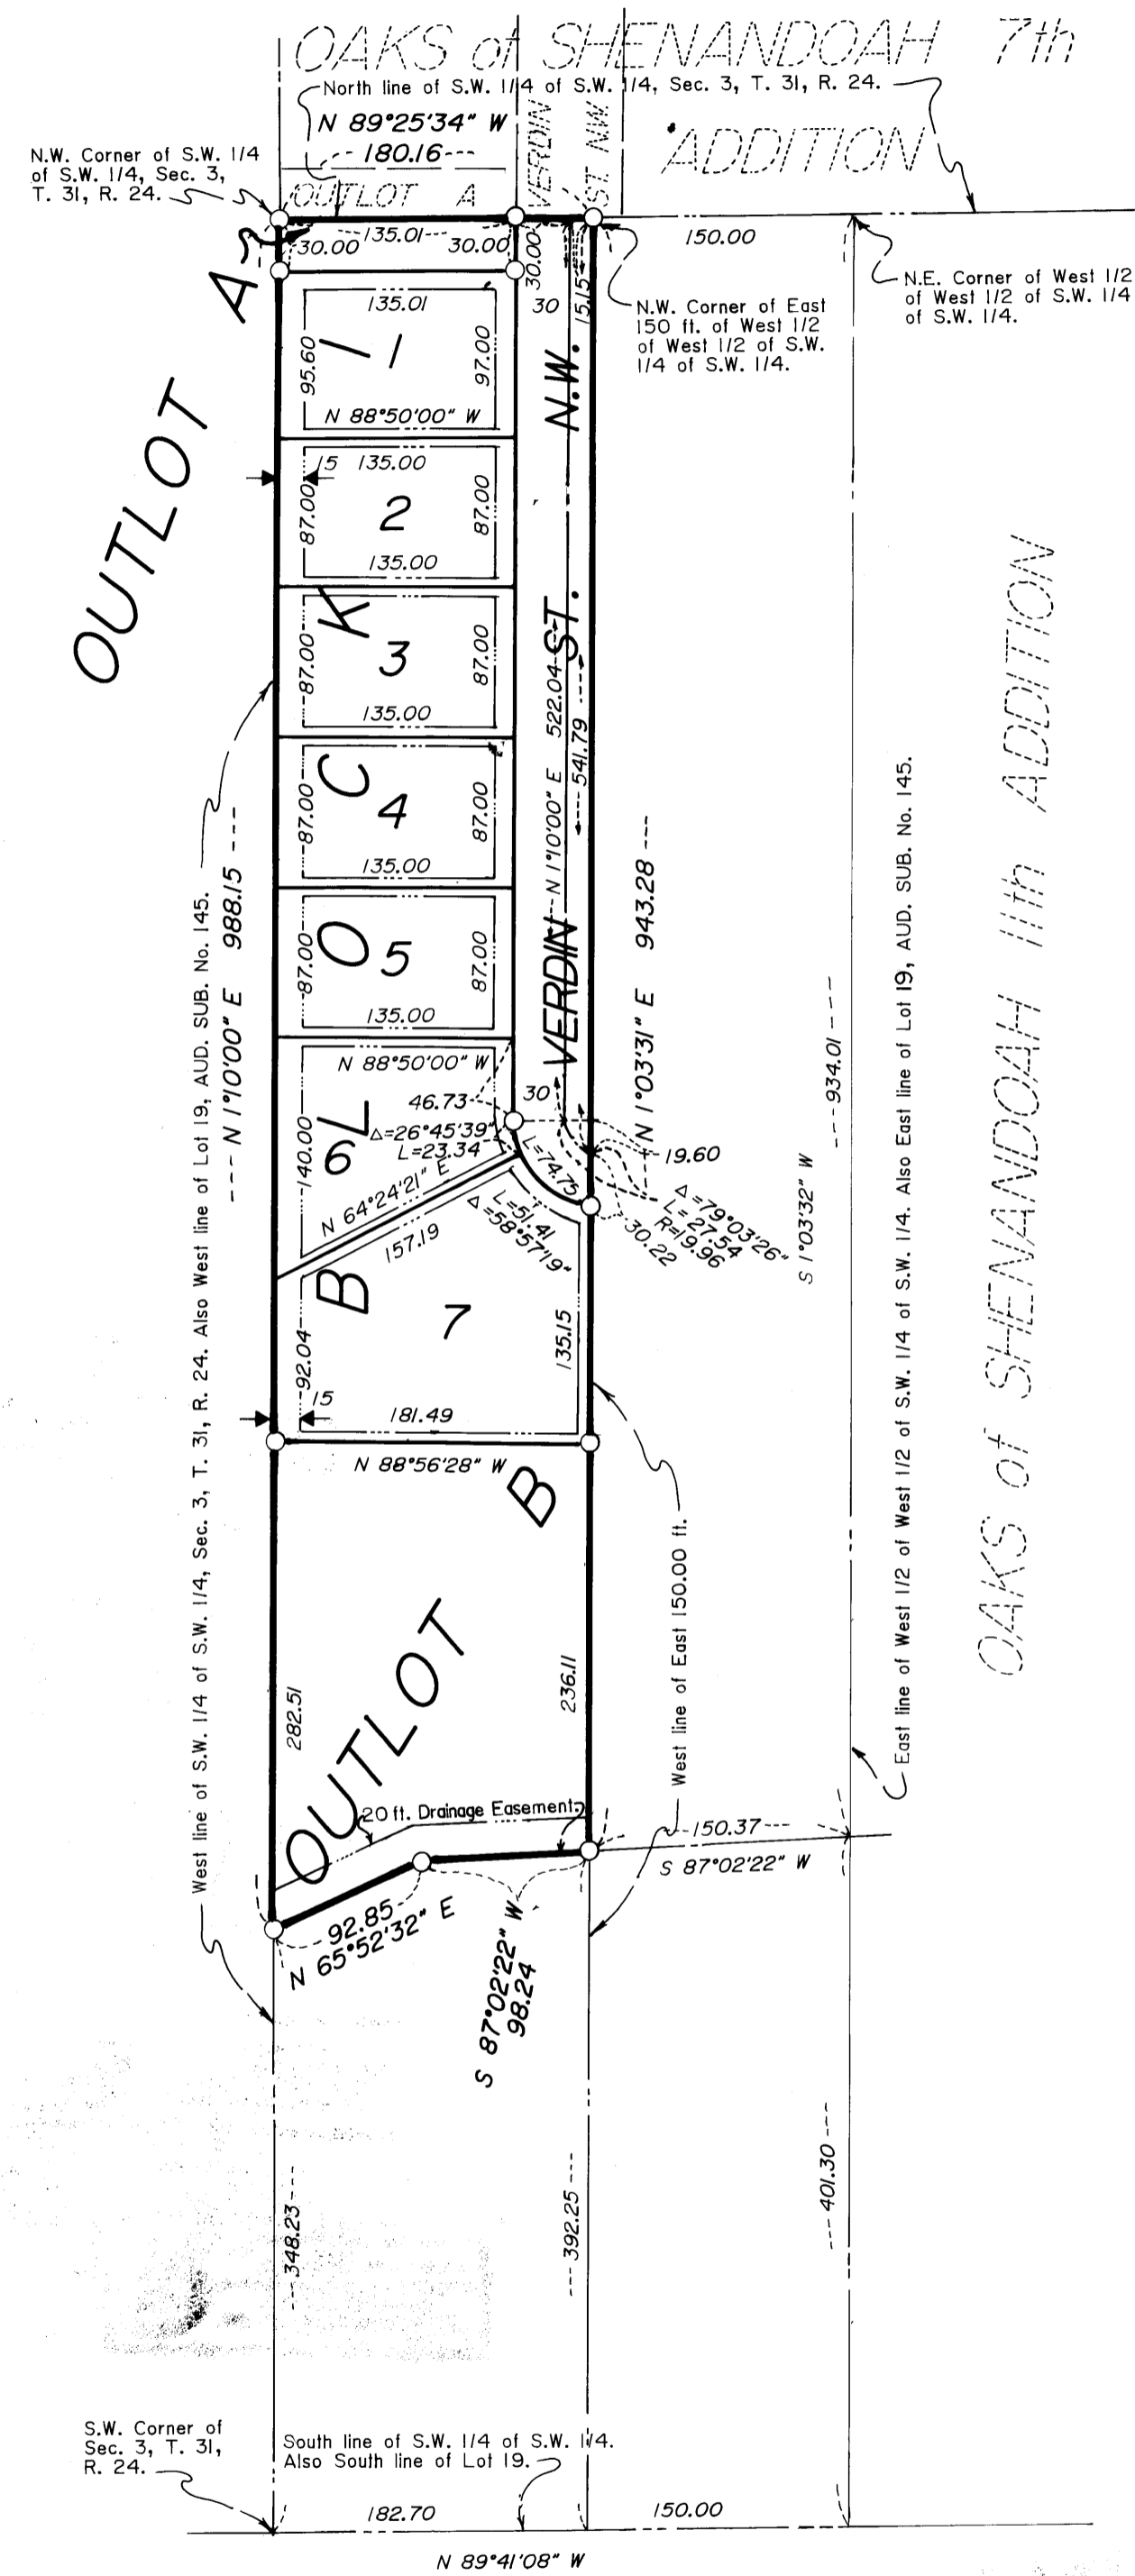 OAKS of SHENANDOAH 7th
ADDITION
North line of S.W. 1/4 of S.W. 1/4, Sec. 3, T. 31, R. 24.
N 89°25'34" W
180.16
OUTLOT A
VERDIN
ST. NW.
N.W. Corner of S.W. 1/4
of S.W. 1/4, Sec. 3,
T. 31, R. 24.
OUTLOT A
30.00
135.01
30.00
30.00
30
15.15
150.00
N.W. Corner of East
150 ft. of West 1/2
of West 1/2 of S.W.
1/4 of S.W. 1/4.
N.E. Corner of West 1/2
of West 1/2 of S.W. 1/4
of S.W. 1/4.
135.01
95.60
1
97.00
N 88°50'00" W
15
135.00
87.00
2
87.00
135.00
87.00
3
87.00
135.00
87.00
4
87.00
135.00
87.00
5
87.00
135.00
BLOCK 1
N 88°50'00" W
46.73
140.00
6
Δ=26°45'39"
L=23.34
N 64°24'21" E
157.19
L=51.41
Δ=58°57'19"
L=74.75
30
VERDIN ST. N.W.
N 1°10'00" E 522.04
541.79
N 1°03'31" E 943.28
19.60
Δ=79°03'26"
L=27.54
R=19.96
30.22
S 1°03'32" W
934.01
92.04
7
135.15
15
181.49
N 88°56'28" W
OUTLOT B
282.51
236.11
20 ft. Drainage Easement
92.85
N 65°52'32" E
S 87°02'22" W
98.24
150.37
S 87°02'22" W
West line of East 150.00 ft.
West line of S.W. 1/4 of S.W. 1/4, Sec. 3, T. 31, R. 24. Also West line of Lot 19, AUD. SUB. No. 145.
N 1°10'00" E 988.15
East line of West 1/2 of West 1/2 of S.W. 1/4 of S.W. 1/4. Also East line of Lot 19, AUD. SUB. No. 145.
OAKS of SHENANDOAH 11th ADDITION
348.23
392.25
401.30
S.W. Corner of
Sec. 3, T. 31,
R. 24.
South line of S.W. 1/4 of S.W. 1/4.
Also South line of Lot 19.
182.70
150.00
N 89°41'08" W